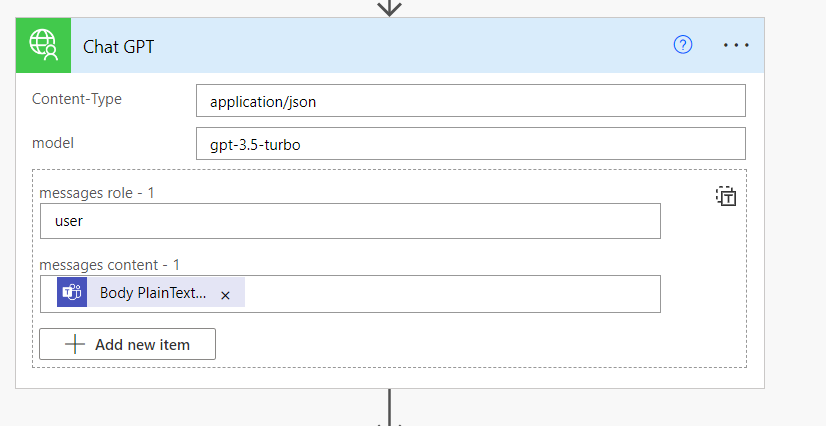 Chat GPT
Content-Type
application/json
model
gpt-3.5-turbo
messages role - 1
user
messages content - 1
Body PlainText...
Add new item